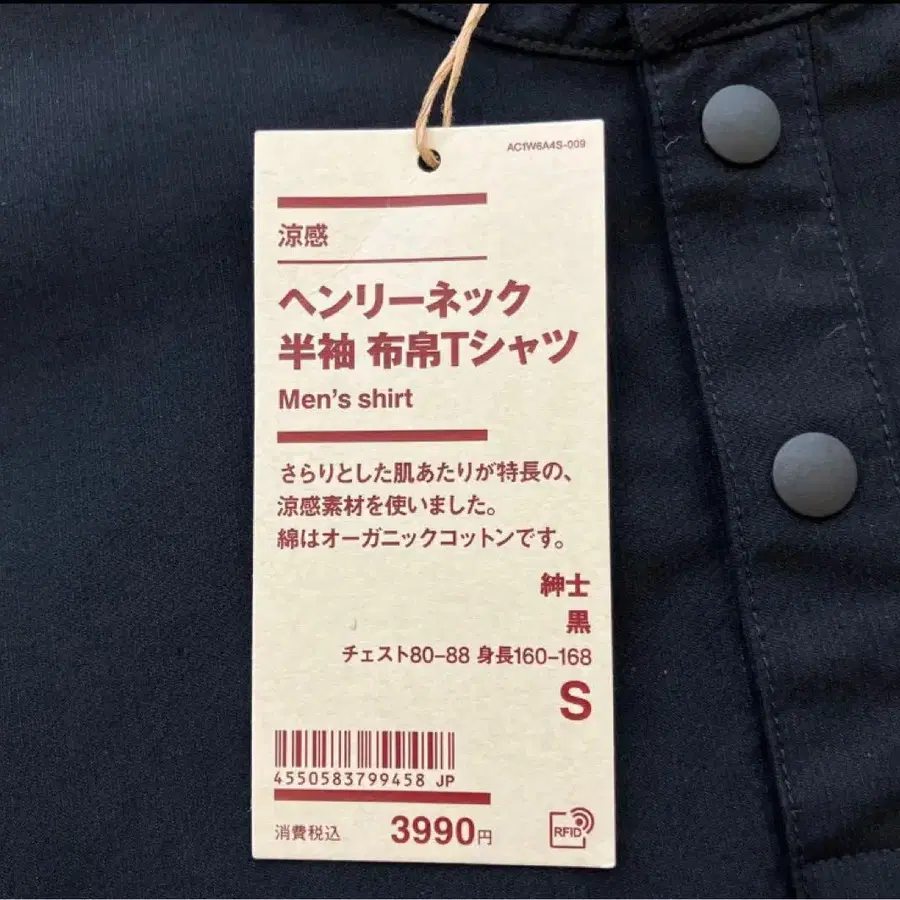 AC1W6A4S-009
涼感
ヘンリーネック
半袖 布帛Tシャツ
Men's shirt
さらりとした肌あたりが特長の、
涼感素材を使いました。
綿はオーガニックコットンです。
紳士
黒
チェスト80–88 身長160–168
S
4550583799458 JP
消費税込 3990円
RFID